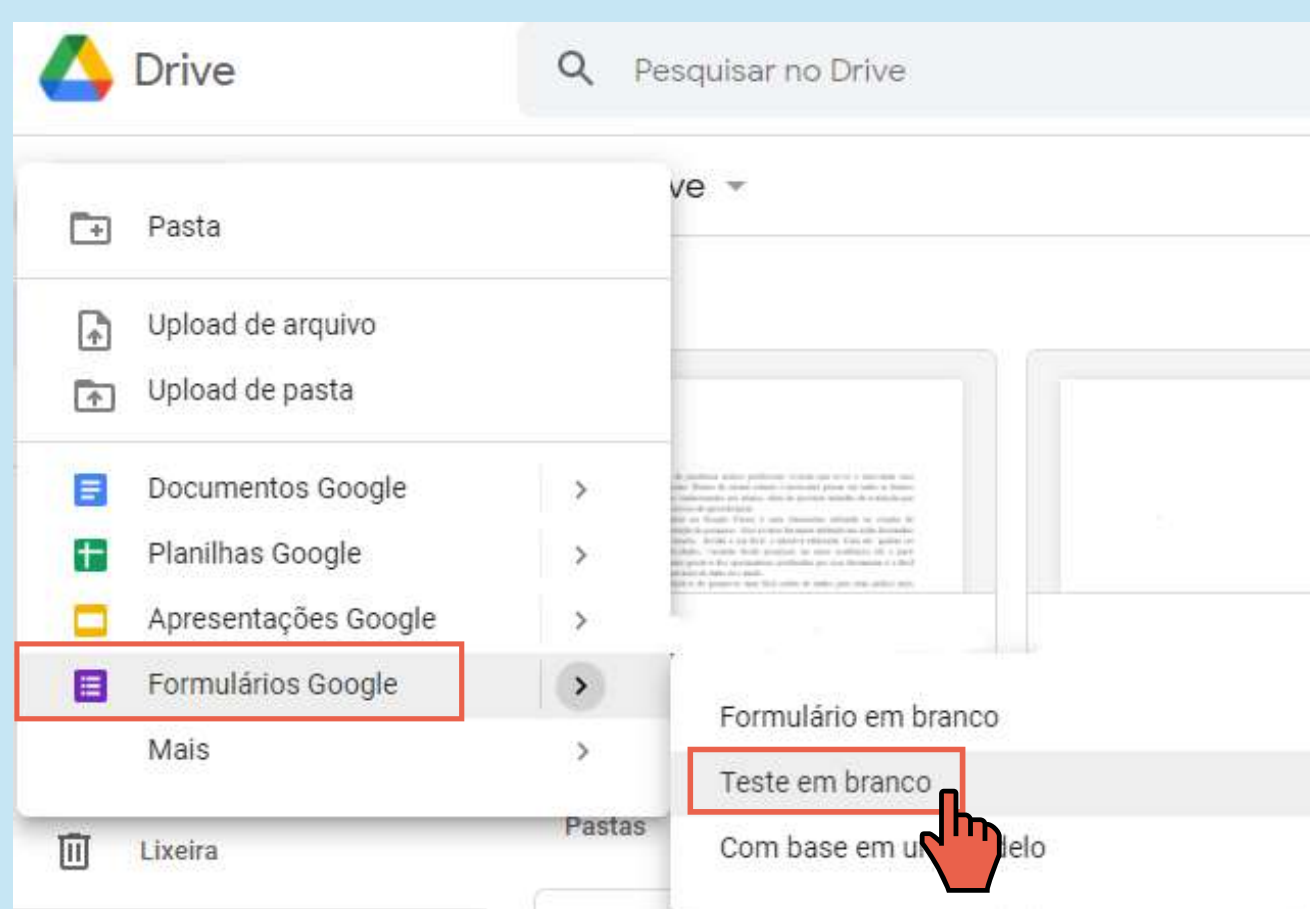 Drive
Pesquisar no Drive
ve
Pasta
Upload de arquivo
Upload de pasta
Documentos Google
Planilhas Google
Apresentações Google
Formulários Google
Mais
Formulário em branco
Teste em branco
Com base em u delo
Pastas
Lixeira